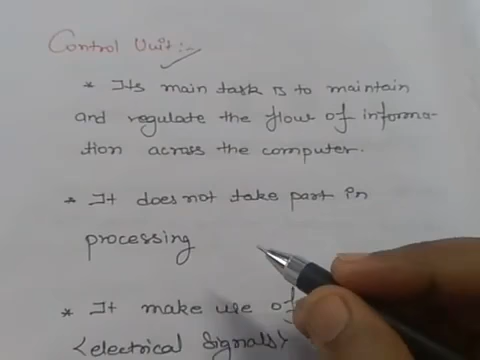 Control Unit:-
* Its main task is to maintain
and regulate the flow of informa-
tion across the computer.
* It does not take part in
processing
* It make use of
<electrical signals>